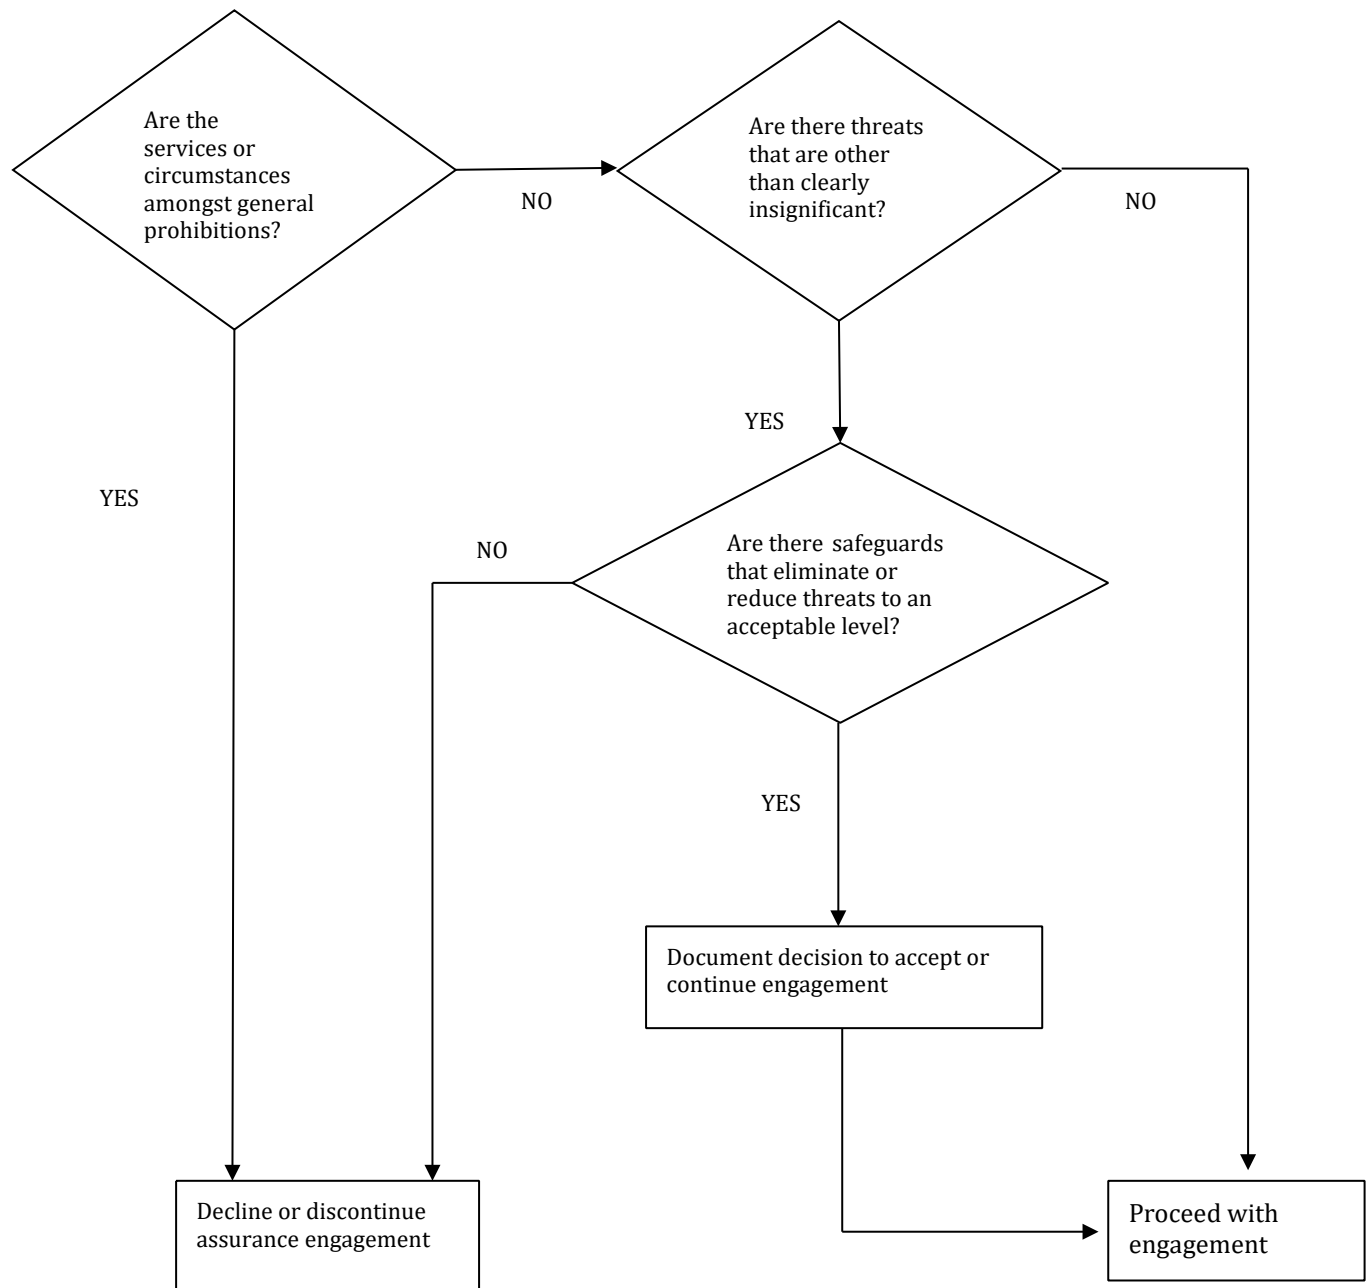 Are the
services or
circumstances
amongst general
prohibitions?
NO
Are there threats
that are other
than clearly
insignificant?
NO
YES
YES
NO
Are there safeguards
that eliminate or
reduce threats to an
acceptable level?
YES
Document decision to accept or
continue engagement
Decline or discontinue
assurance engagement
Proceed with
engagement